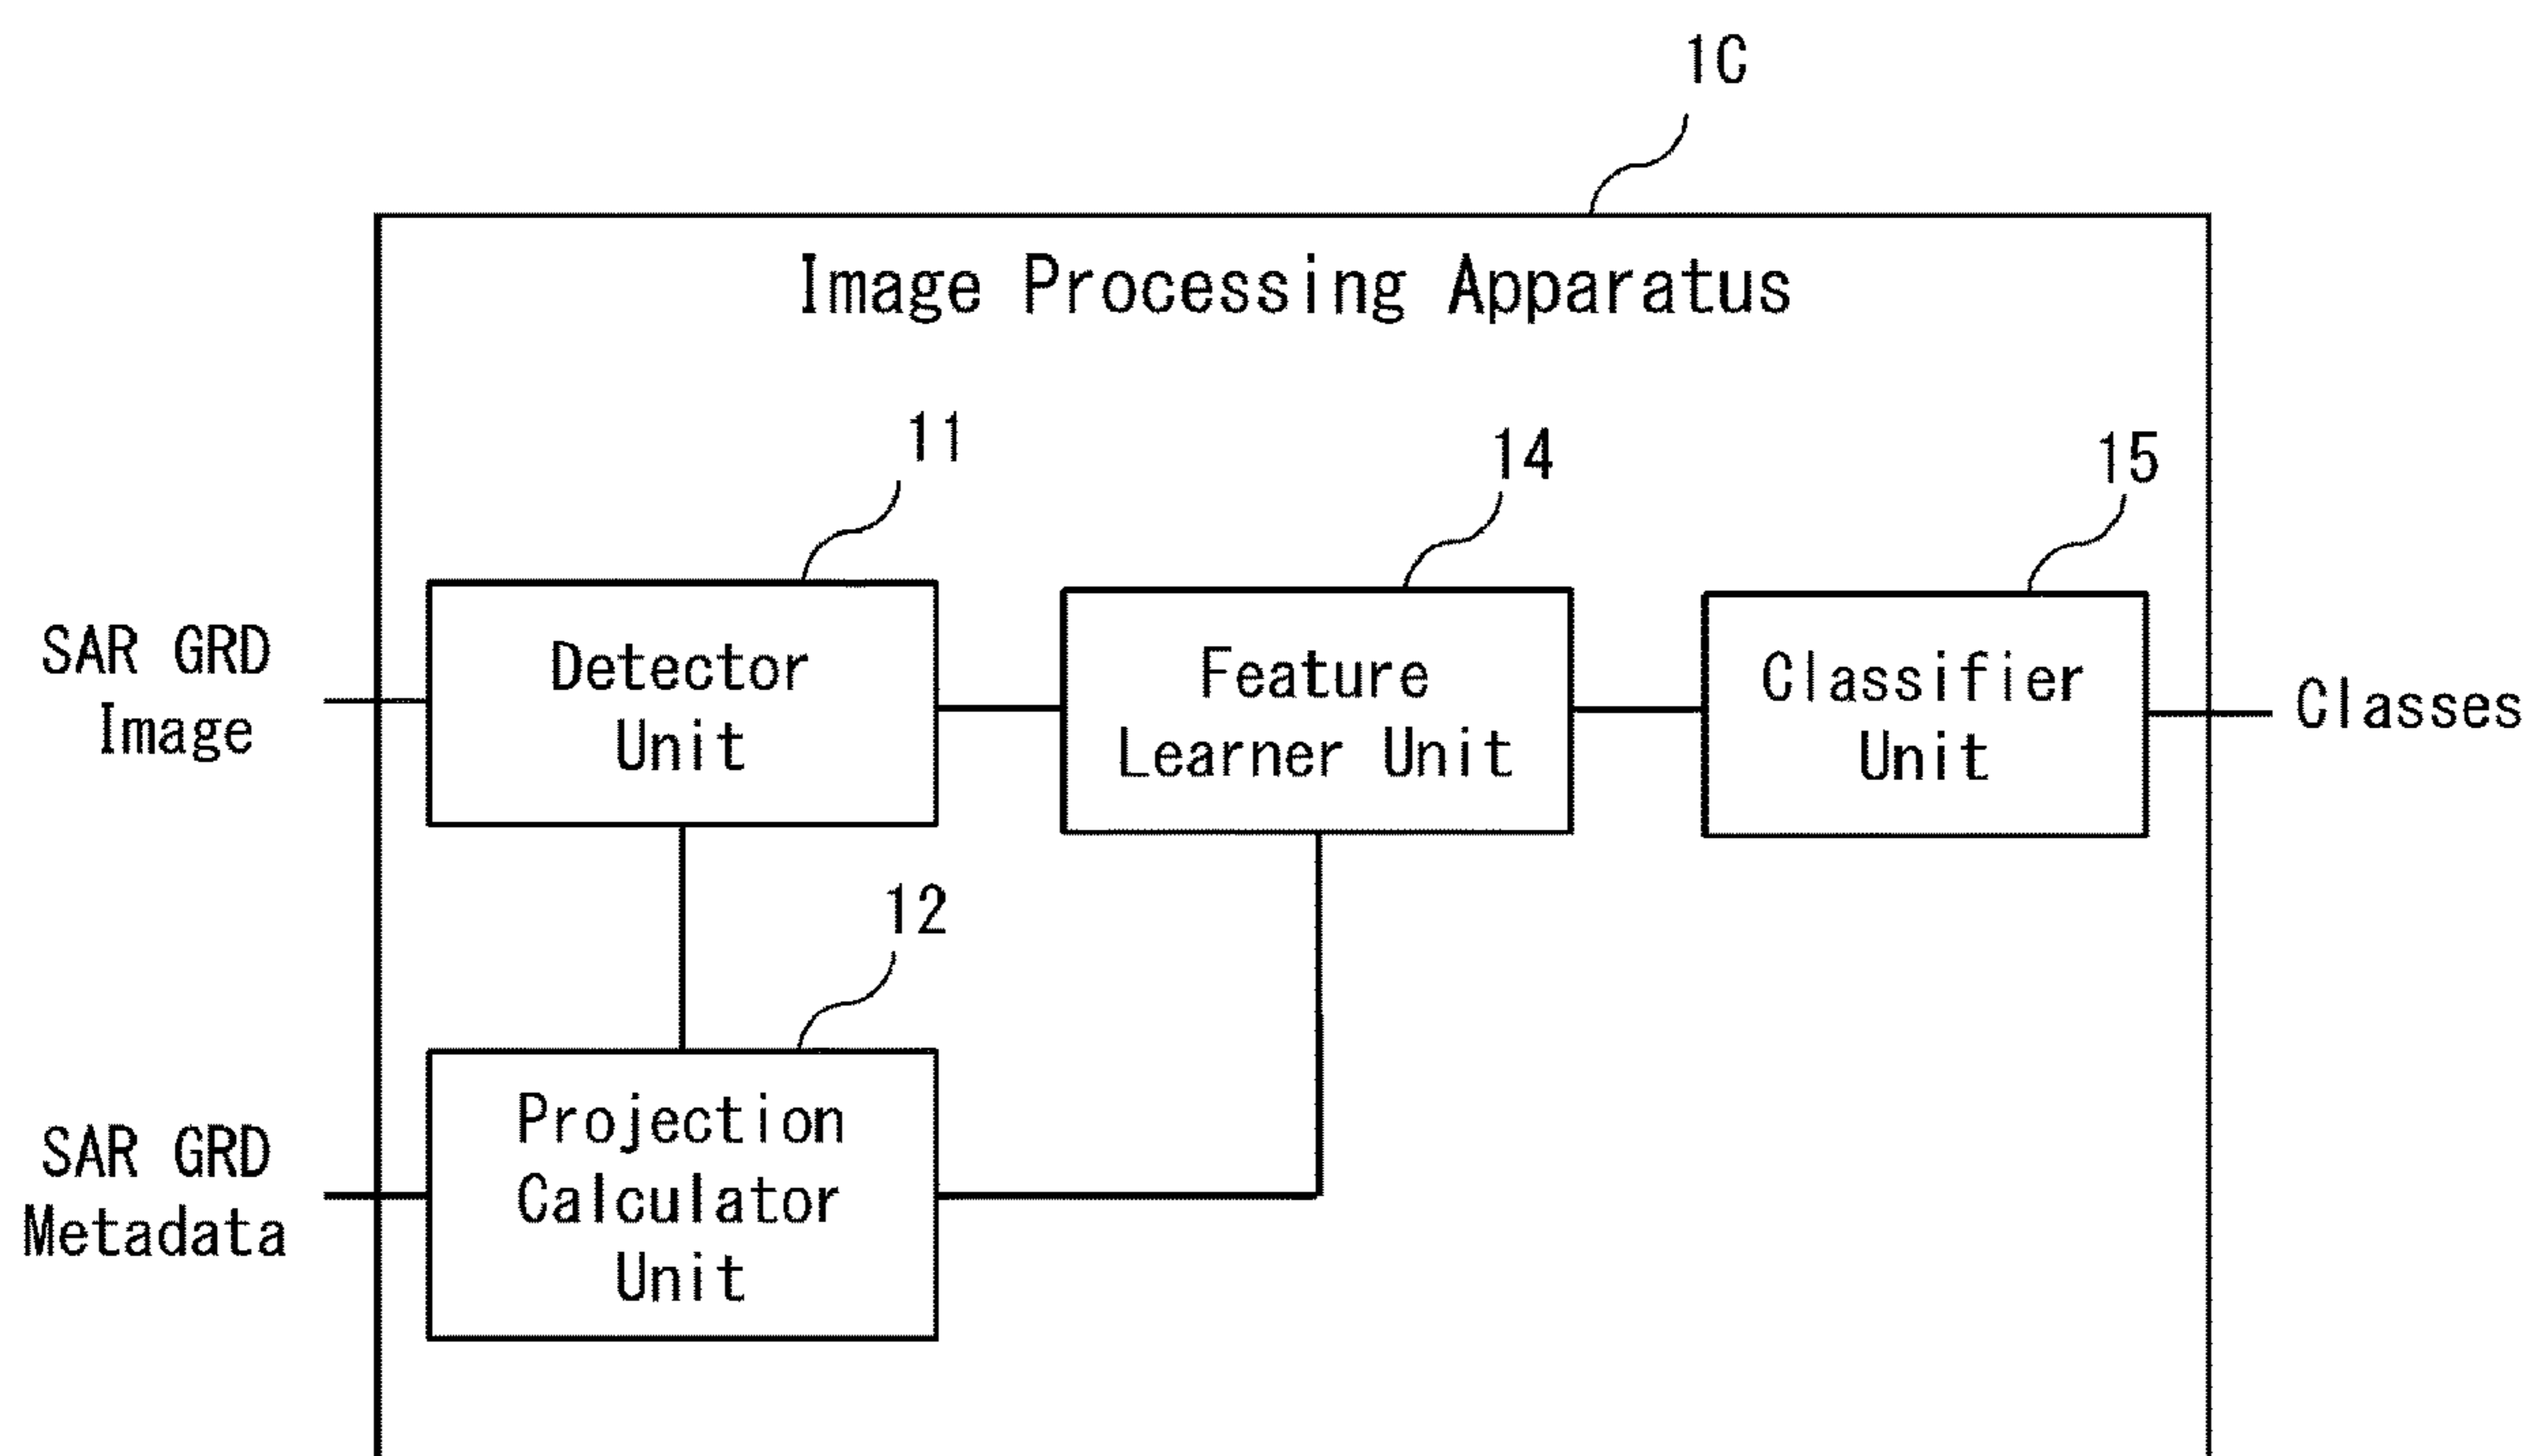 1C
Image Processing Apparatus
11
14
15
SAR GRD
Image
Detector
Unit
Feature
Learner Unit
Classifier
Unit
Classes
12
SAR GRD
Metadata
Projection
Calculator
Unit